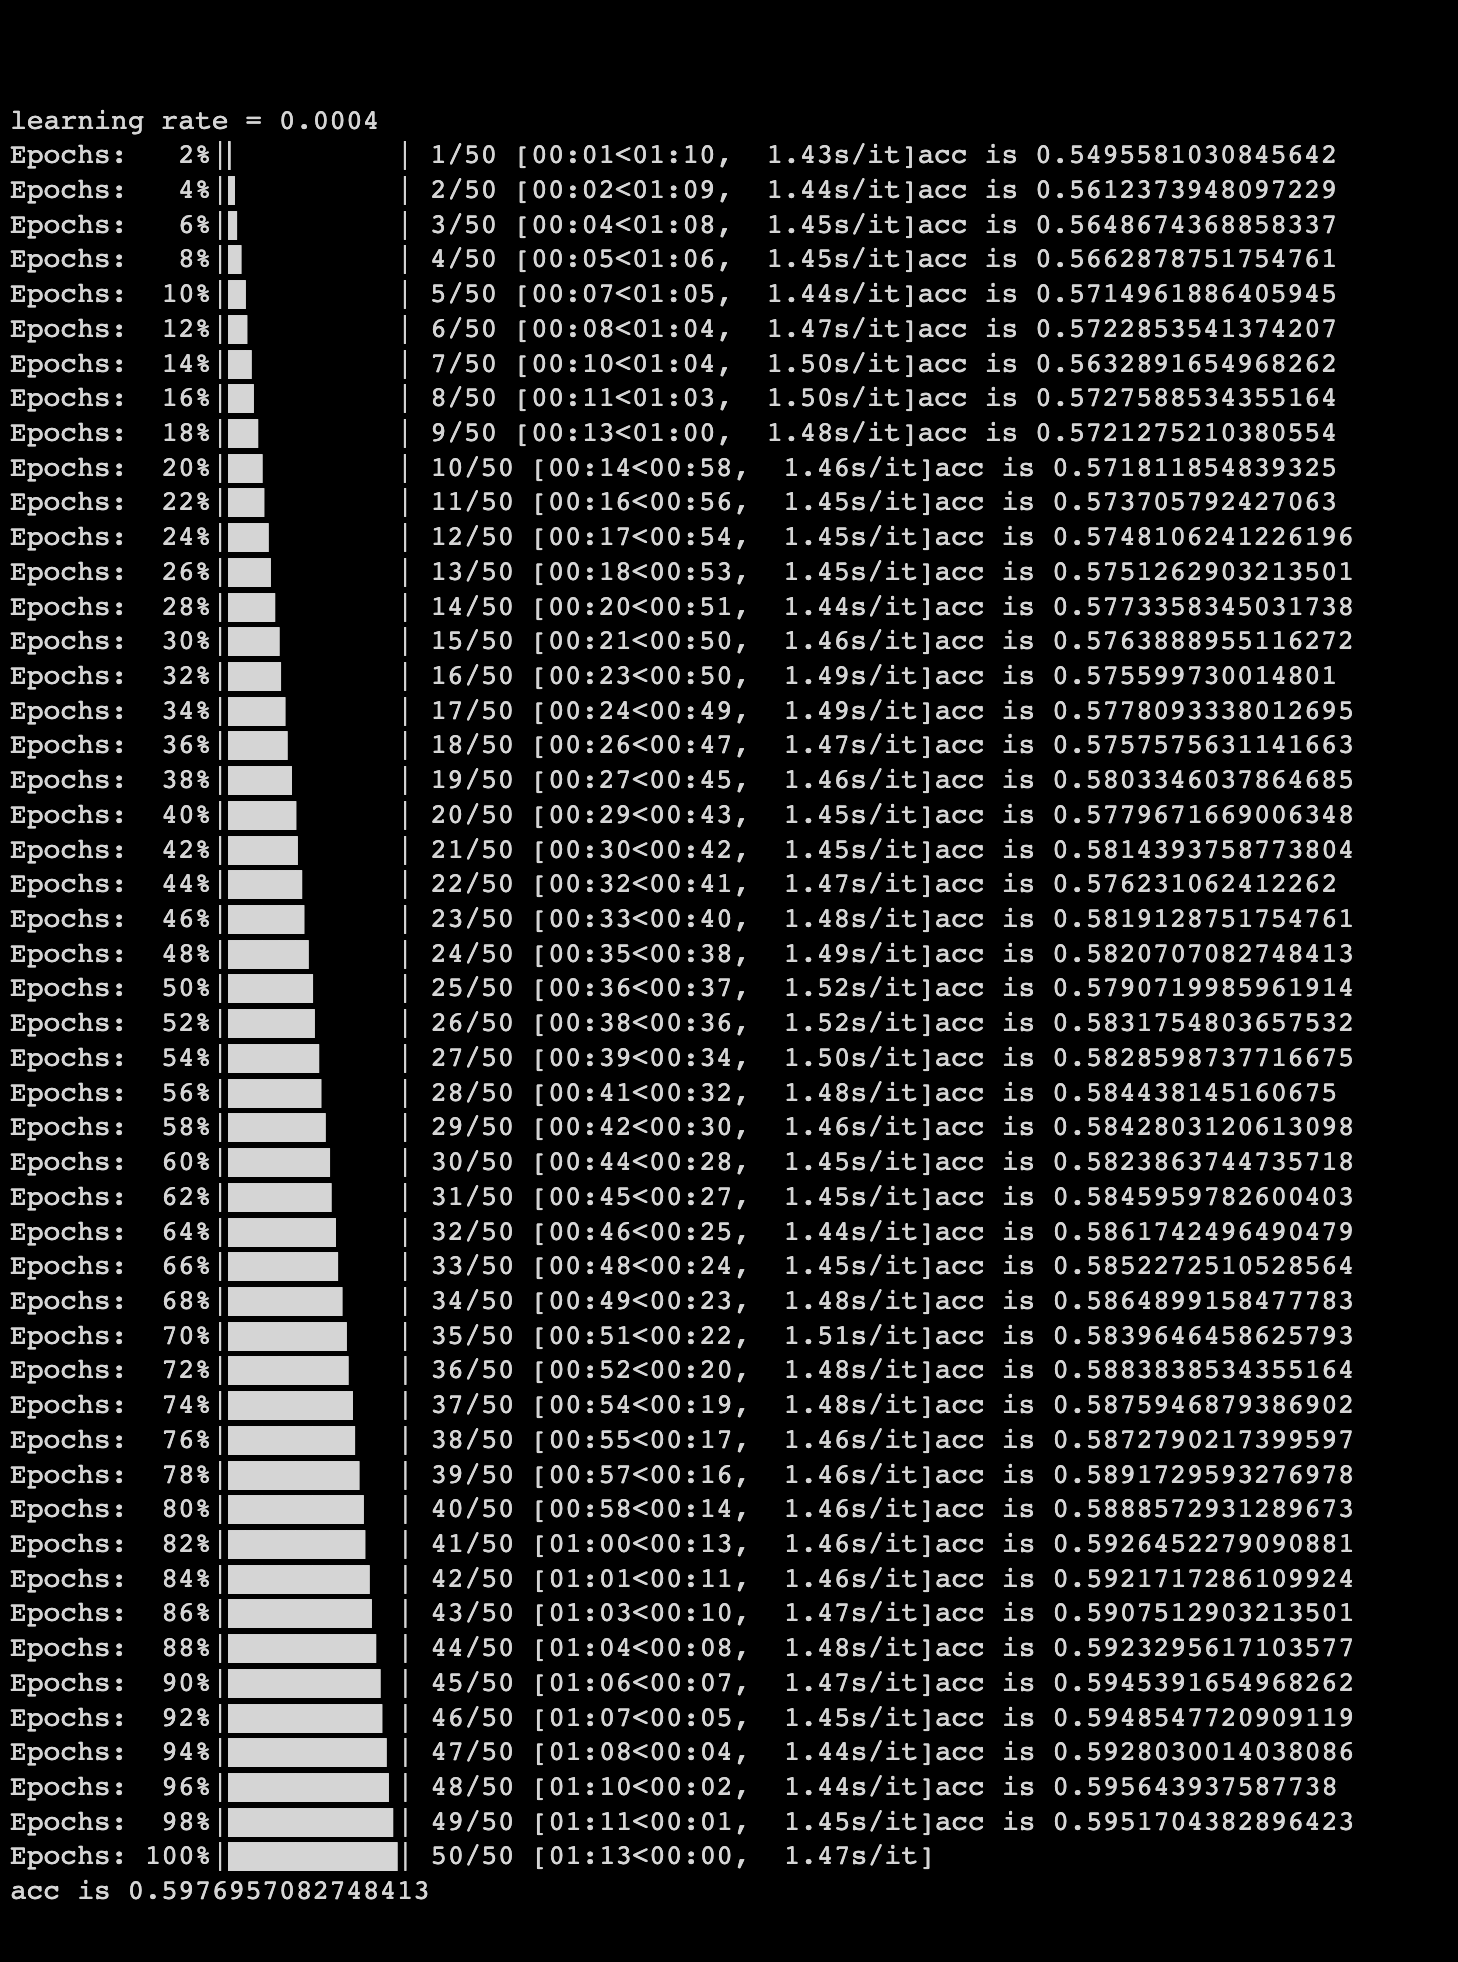 learning rate = 0.0004
Epochs:   2%|| | 1/50 [00:01<01:10,  1.43s/it]acc is 0.5495581030845642
Epochs:   4%|█ | 2/50 [00:02<01:09,  1.44s/it]acc is 0.5612373948097229
Epochs:   6%|█ | 3/50 [00:04<01:08,  1.45s/it]acc is 0.5648674368858337
Epochs:   8%|█ | 4/50 [00:05<01:06,  1.45s/it]acc is 0.5662878751754761
Epochs:  10%|█ | 5/50 [00:07<01:05,  1.44s/it]acc is 0.5714961886405945
Epochs:  12%|█ | 6/50 [00:08<01:04,  1.47s/it]acc is 0.5722853541374207
Epochs:  14%|█ | 7/50 [00:10<01:04,  1.50s/it]acc is 0.5632891654968262
Epochs:  16%|█ | 8/50 [00:11<01:03,  1.50s/it]acc is 0.5727588534355164
Epochs:  18%|█ | 9/50 [00:13<01:00,  1.48s/it]acc is 0.5721275210380554
Epochs:  20%|█ | 10/50 [00:14<00:58,  1.46s/it]acc is 0.571811854839325
Epochs:  22%|█ | 11/50 [00:16<00:56,  1.45s/it]acc is 0.573705792427063
Epochs:  24%|█ | 12/50 [00:17<00:54,  1.45s/it]acc is 0.5748106241226196
Epochs:  26%|█ | 13/50 [00:18<00:53,  1.45s/it]acc is 0.5751262903213501
Epochs:  28%|█ | 14/50 [00:20<00:51,  1.44s/it]acc is 0.5773358345031738
Epochs:  30%|█ | 15/50 [00:21<00:50,  1.46s/it]acc is 0.5763888955116272
Epochs:  32%|█ | 16/50 [00:23<00:50,  1.49s/it]acc is 0.575599730014801
Epochs:  34%|█ | 17/50 [00:24<00:49,  1.49s/it]acc is 0.5778093338012695
Epochs:  36%|█ | 18/50 [00:26<00:47,  1.47s/it]acc is 0.5757575631141663
Epochs:  38%|█ | 19/50 [00:27<00:45,  1.46s/it]acc is 0.5803346037864685
Epochs:  40%|█ | 20/50 [00:29<00:43,  1.45s/it]acc is 0.5779671669006348
Epochs:  42%|█ | 21/50 [00:30<00:42,  1.45s/it]acc is 0.5814393758773804
Epochs:  44%|█ | 22/50 [00:32<00:41,  1.47s/it]acc is 0.576231062412262
Epochs:  46%|█ | 23/50 [00:33<00:40,  1.48s/it]acc is 0.5819128751754761
Epochs:  48%|█ | 24/50 [00:35<00:38,  1.49s/it]acc is 0.5820707082748413
Epochs:  50%|█ | 25/50 [00:36<00:37,  1.52s/it]acc is 0.5790719985961914
Epochs:  52%|█ | 26/50 [00:38<00:36,  1.52s/it]acc is 0.5831754803657532
Epochs:  54%|█ | 27/50 [00:39<00:34,  1.50s/it]acc is 0.5828598737716675
Epochs:  56%|█ | 28/50 [00:41<00:32,  1.48s/it]acc is 0.584438145160675
Epochs:  58%|█ | 29/50 [00:42<00:30,  1.46s/it]acc is 0.5842803120613098
Epochs:  60%|█ | 30/50 [00:44<00:28,  1.45s/it]acc is 0.5823863744735718
Epochs:  62%|█ | 31/50 [00:45<00:27,  1.45s/it]acc is 0.5845959782600403
Epochs:  64%|█ | 32/50 [00:46<00:25,  1.44s/it]acc is 0.5861742496490479
Epochs:  66%|█ | 33/50 [00:48<00:24,  1.45s/it]acc is 0.5852272510528564
Epochs:  68%|█ | 34/50 [00:49<00:23,  1.48s/it]acc is 0.5864899158477783
Epochs:  70%|█ | 35/50 [00:51<00:22,  1.51s/it]acc is 0.5839646458625793
Epochs:  72%|█ | 36/50 [00:52<00:20,  1.48s/it]acc is 0.5883838534355164
Epochs:  74%|█ | 37/50 [00:54<00:19,  1.48s/it]acc is 0.5875946879386902
Epochs:  76%|█ | 38/50 [00:55<00:17,  1.46s/it]acc is 0.5872790217399597
Epochs:  78%|█ | 39/50 [00:57<00:16,  1.46s/it]acc is 0.5891729593276978
Epochs:  80%|█ | 40/50 [00:58<00:14,  1.46s/it]acc is 0.5888572931289673
Epochs:  82%|█ | 41/50 [01:00<00:13,  1.46s/it]acc is 0.5926452279090881
Epochs:  84%|█ | 42/50 [01:01<00:11,  1.46s/it]acc is 0.5921717286109924
Epochs:  86%|█ | 43/50 [01:03<00:10,  1.47s/it]acc is 0.5907512903213501
Epochs:  88%|█ | 44/50 [01:04<00:08,  1.48s/it]acc is 0.5923295617103577
Epochs:  90%|█ | 45/50 [01:06<00:07,  1.47s/it]acc is 0.5945391654968262
Epochs:  92%|█ | 46/50 [01:07<00:05,  1.45s/it]acc is 0.5948547720909119
Epochs:  94%|█ | 47/50 [01:08<00:04,  1.44s/it]acc is 0.5928030014038086
Epochs:  96%|█ | 48/50 [01:10<00:02,  1.44s/it]acc is 0.595643937587738
Epochs:  98%|█ | 49/50 [01:11<00:01,  1.45s/it]acc is 0.5951704382896423
Epochs: 100%|█| 50/50 [01:13<00:00,  1.47s/it]
acc is 0.5976957082748413